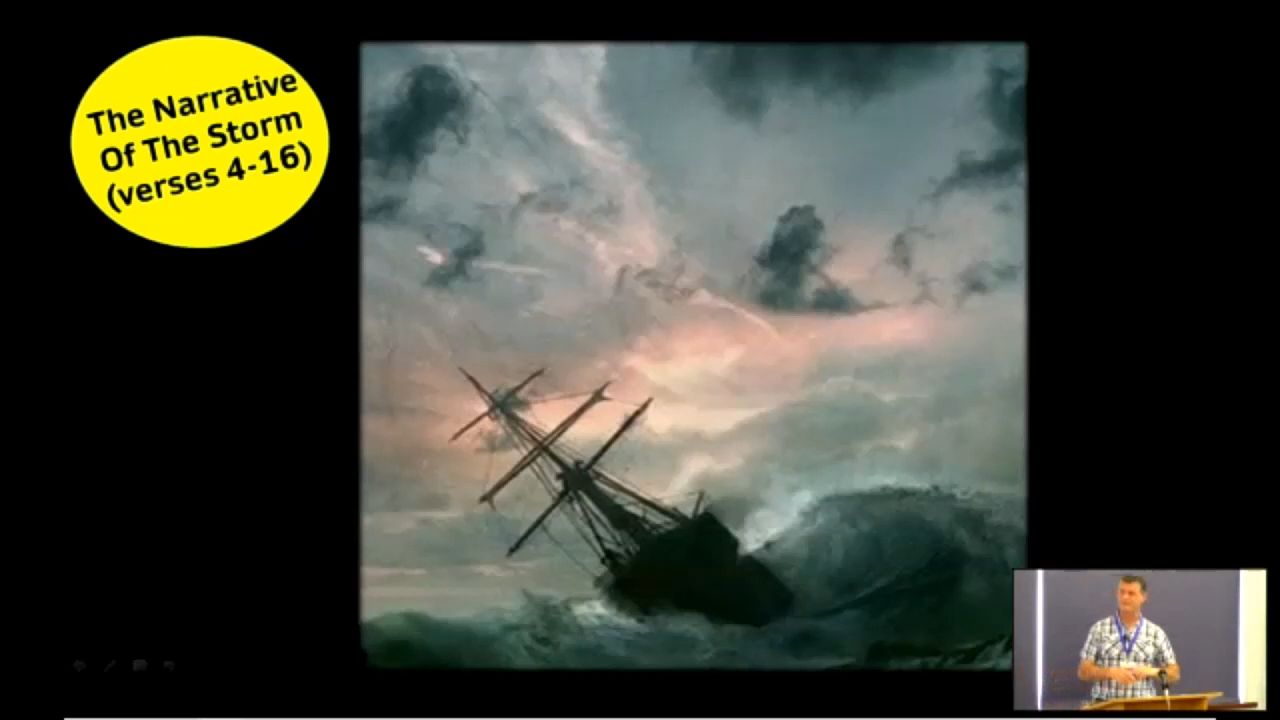 The Narrative
Of The Storm
(verses 4-16)